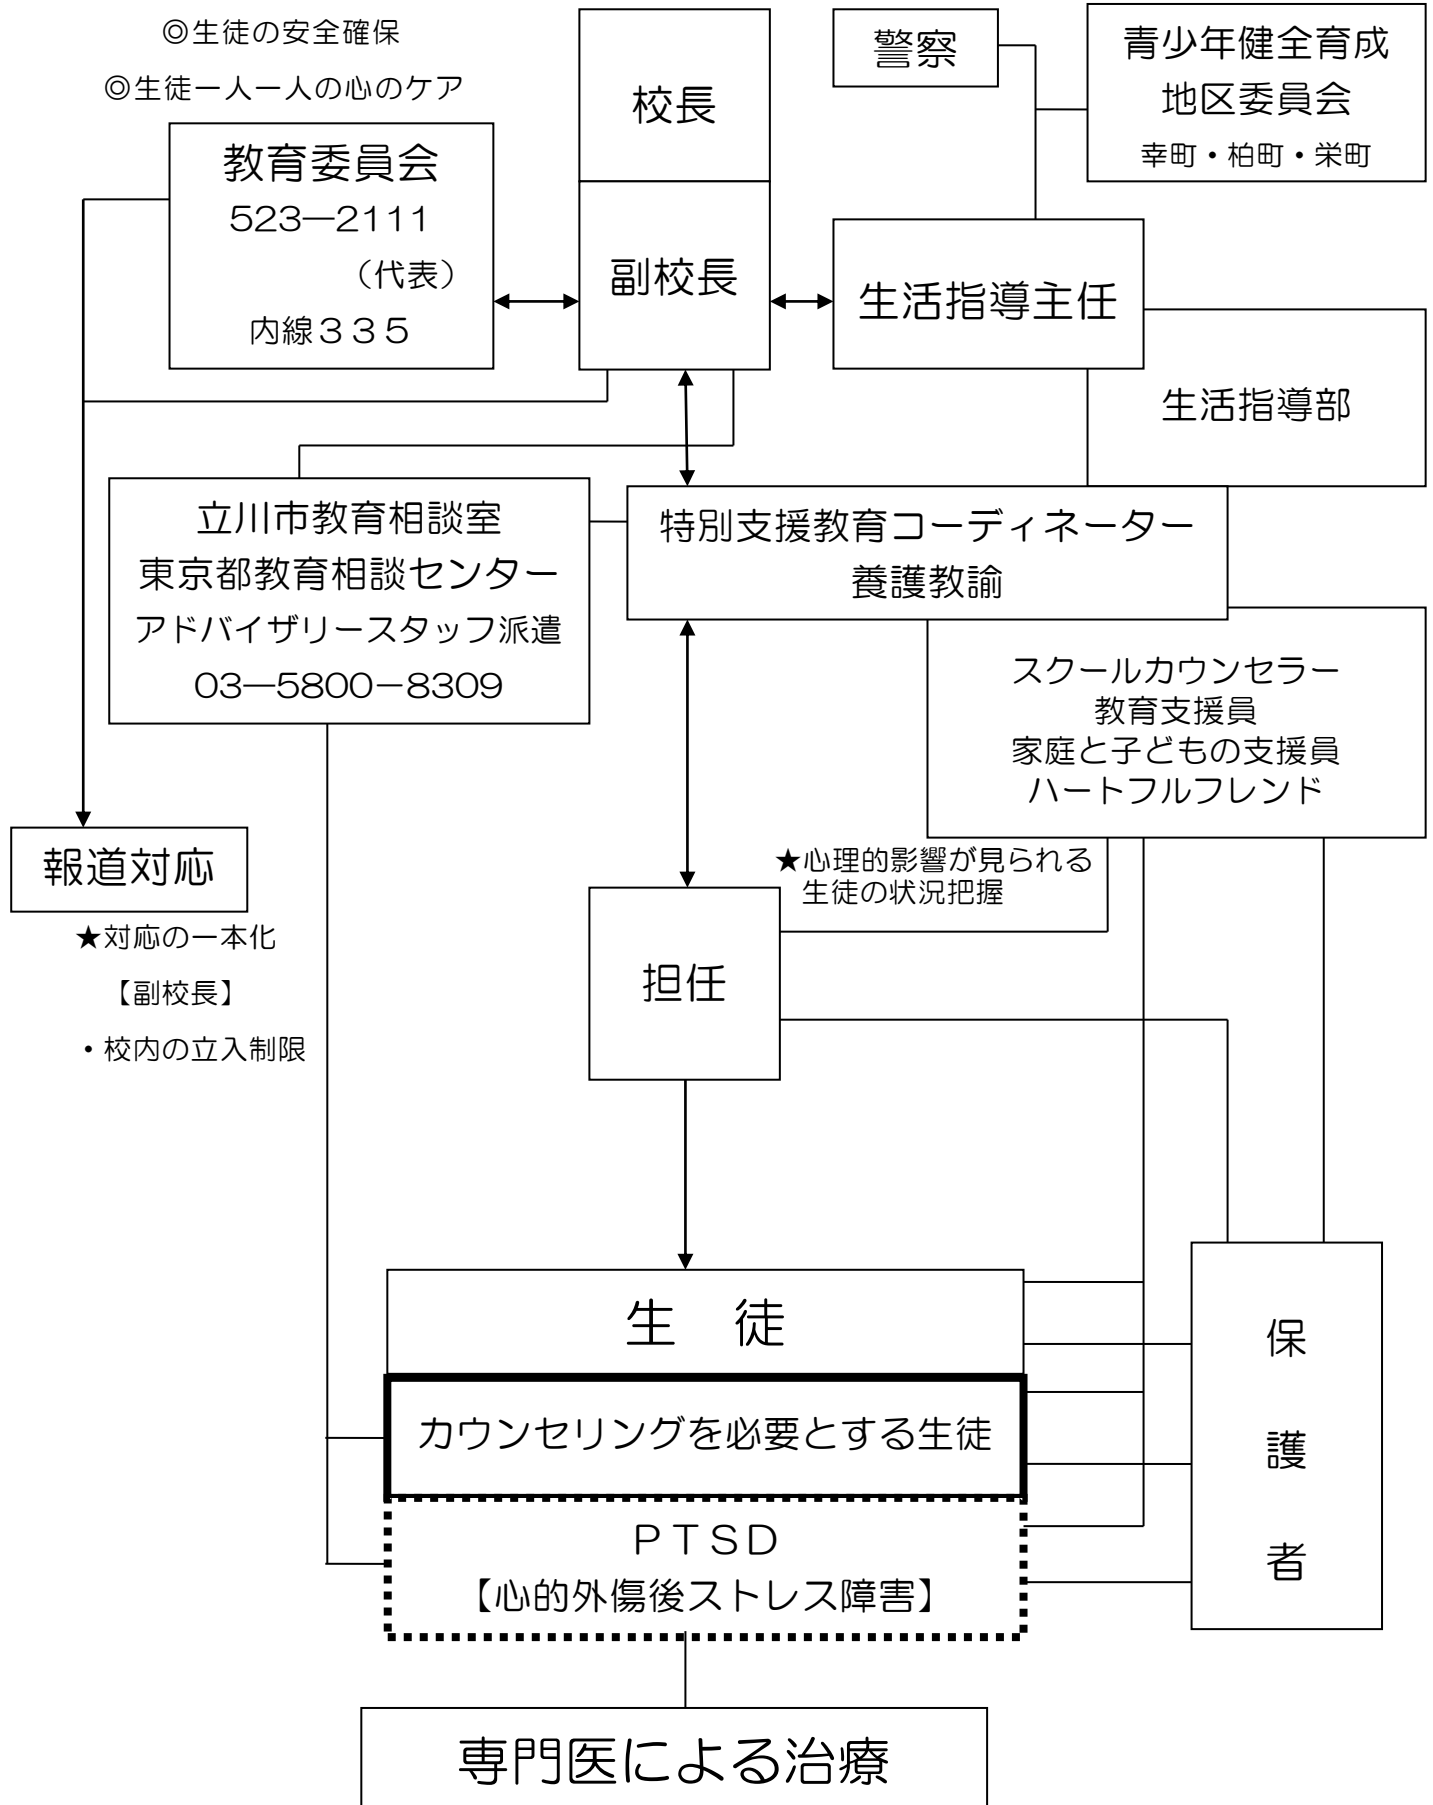 ◎生徒の安全確保
◎生徒一人一人の心のケア
校長
警察
青少年健全育成
地区委員会
幸町・柏町・栄町
教育委員会
523―2111
（代表）
内線３３５
副校長
生活指導主任
生活指導部
立川市教育相談室
東京都教育相談センター
アドバイザリースタッフ派遣
03―5800－8309
特別支援教育コーディネーター
養護教諭
スクールカウンセラー
教育支援員
家庭と子どもの支援員
ハートフルフレンド
報道対応
★対応の一本化
【副校長】
・校内の立入制限
★心理的影響が見られる
生徒の状況把握
担任
生　徒
カウンセリングを必要とする生徒
ＰＴＳＤ
【心的外傷後ストレス障害】
保
護
者
専門医による治療